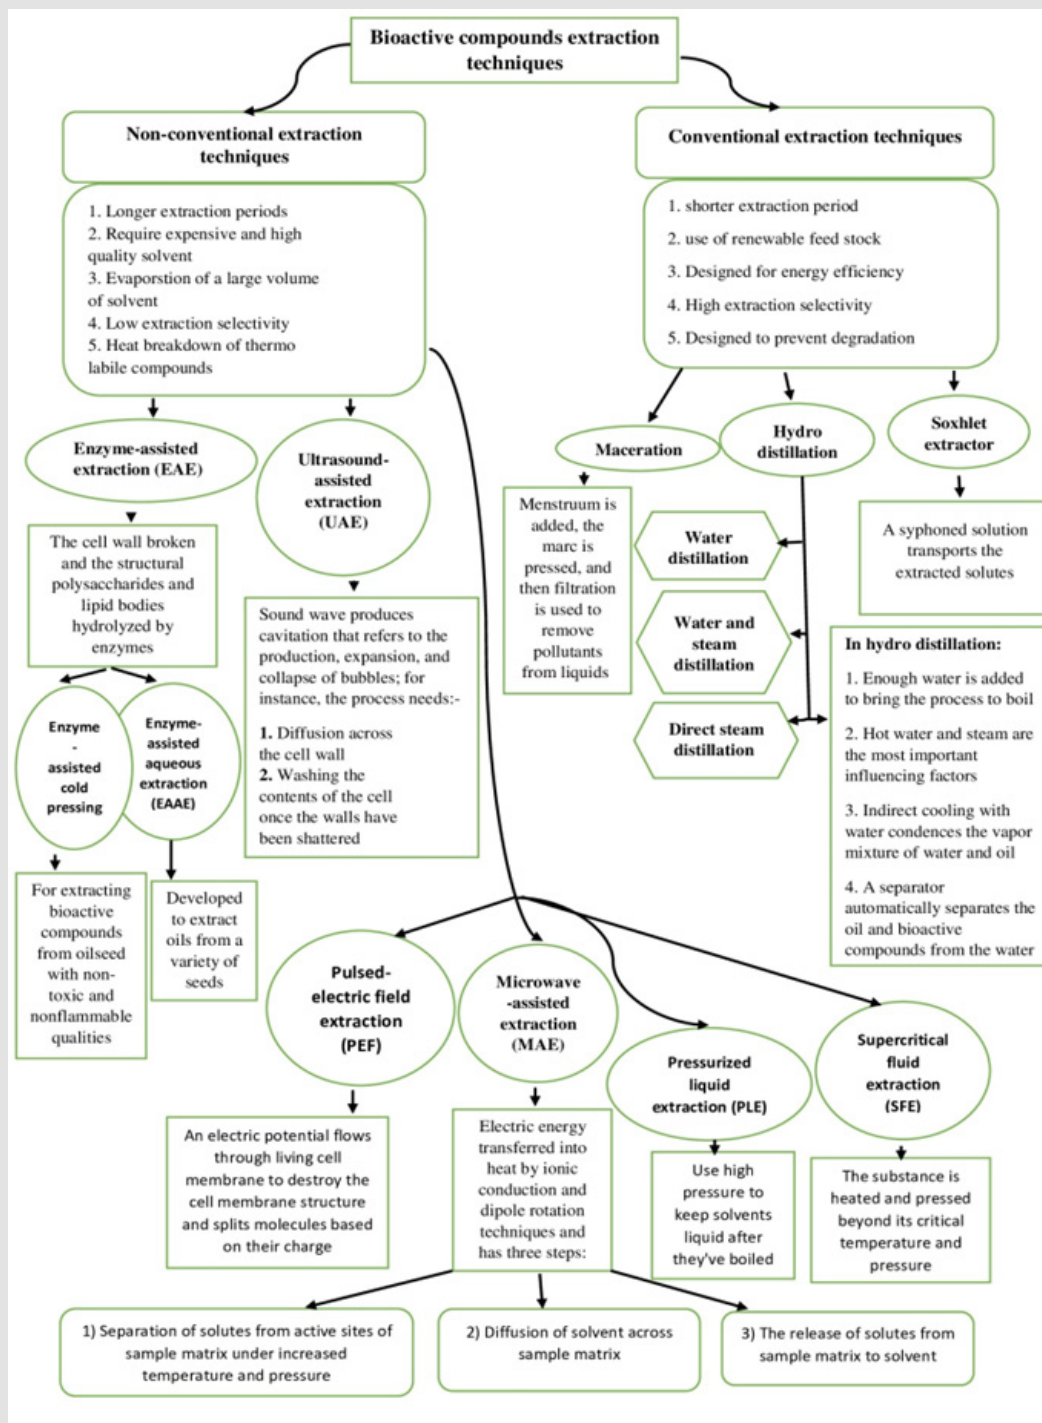 Bioactive compounds extraction
techniques
Non-conventional extraction
techniques
Conventional extraction techniques
1. Longer extraction periods
2. Require expensive and high
quality solvent
3. Evaporstion of a large volume
of solvent
4. Low extraction selectivity
5. Heat breakdown of thermo
labile compounds
1. shorter extraction period
2. use of renewable feed stock
3. Designed for energy efficiency
4. High extraction selectivity
5. Designed to prevent degradation
Enzyme-assisted
extraction (EAE)
Ultrasound-
assisted
extraction
(UAE)
Maceration
Hydro
distillation
Soxhlet
extractor
The cell wall broken
and the structural
polysaccharides and
lipid bodies
hydrolyzed by
enzymes
Sound wave produces
cavitation that refers to the
production, expansion, and
collapse of bubbles; for
instance, the process needs:-
1. Diffusion across
the cell wall
2. Washing the
contents of the cell
once the walls have
been shattered
Menstruum is
added, the
marc is
pressed, and
then filtration
is used to
remove
pollutants
from liquids
Water
distillation
Water and
steam
distillation
Direct steam
distillation
A syphoned solution
transports the
extracted solutes
In hydro distillation:
1. Enough water is added
to bring the process to boil
2. Hot water and steam are
the most important
influencing factors
3. Indirect cooling with
water condences the vapor
mixture of water and oil
4. A separator
automatically separates the
oil and bioactive
compounds from the water
Enzyme
-
assisted
cold
pressing
Enzyme-
assisted
aqueous
extraction
(EAAE)
For extracting
bioactive
compounds
from oilseed
with non-
toxic and
nonflammable
qualities
Developed
to extract
oils from a
variety of
seeds
Pulsed-
electric field
extraction
(PEF)
Microwave
-assisted
extraction
(MAE)
Pressurized
liquid
extraction (PLE)
Supercritical
fluid
extraction
(SFE)
An electric potential flows
through living cell
membrane to destroy the
cell membrane structure
and splits molecules based
on their charge
Electric energy
transferred into
heat by ionic
conduction and
dipole rotation
techniques and
has three steps:
Use high
pressure to
keep solvents
liquid after
they've boiled
The substance is
heated and pressed
beyond its critical
temperature and
pressure
1) Separation of solutes from active sites of
sample matrix under increased
temperature and pressure
2) Diffusion of solvent across
sample matrix
3) The release of solutes from
sample matrix to solvent